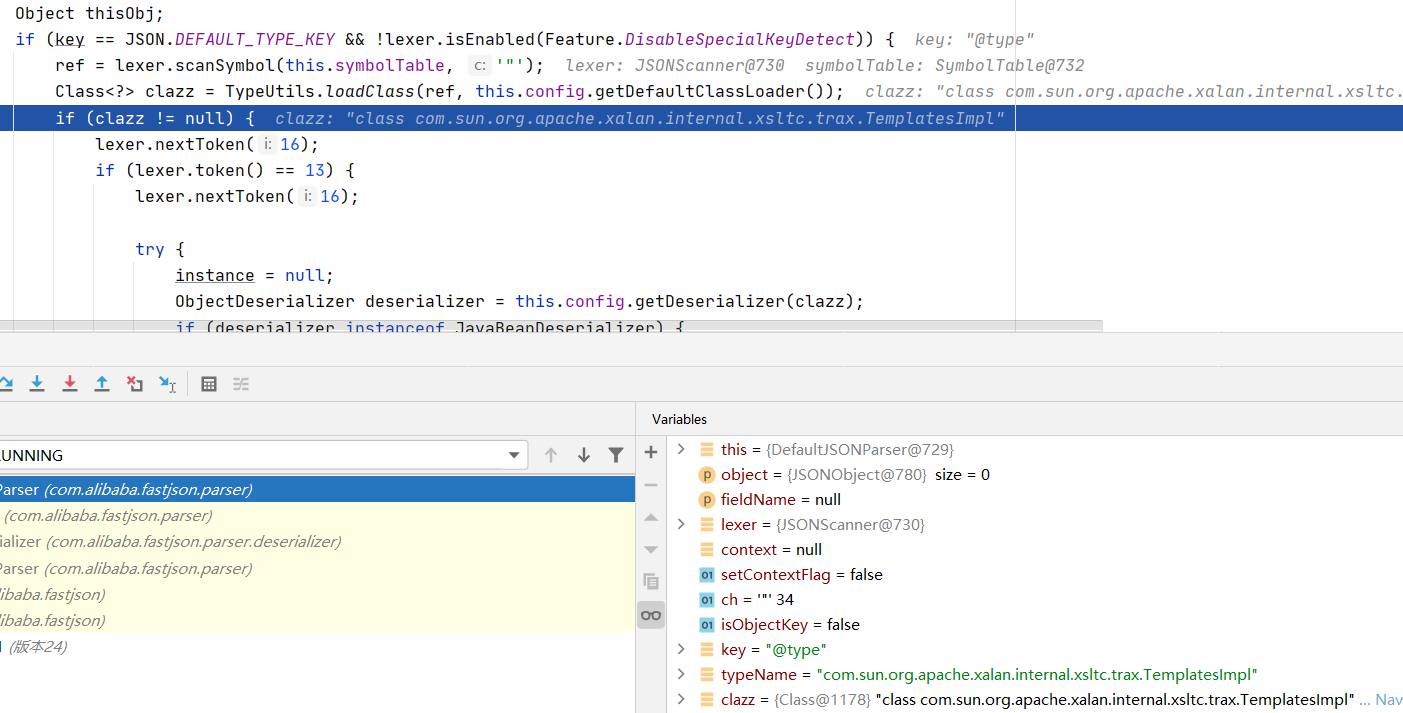 Object thisObj;
if (key == JSON.DEFAULT_TYPE_KEY && !lexer.isEnabled(Feature.DisableSpecialKeyDetect)) {  key: "@type"
ref = lexer.scanSymbol(this.symbolTable,  c: '"');  lexer: JSONScanner@730  symbolTable: SymbolTable@732
Class<?> clazz = TypeUtils.loadClass(ref, this.config.getDefaultClassLoader());  clazz: "class com.sun.org.apache.xalan.internal.xsltc.
if (clazz != null) {  clazz: "class com.sun.org.apache.xalan.internal.xsltc.trax.TemplatesImpl"
lexer.nextToken( i: 16);
if (lexer.token() == 13) {
lexer.nextToken( i: 16);
try {
instance = null;
ObjectDeserializer deserializer = this.config.getDeserializer(clazz);
if (deserializer instanceof JavaBeanDeserializer) {
Variables
UNNING
Parser (com.alibaba.fastjson.parser)
(com.alibaba.fastjson.parser)
ializer (com.alibaba.fastjson.parser.deserializer)
Parser (com.alibaba.fastjson.parser)
libaba.fastjson)
libaba.fastjson)
(版本24)
this = {DefaultJSONParser@729}
p object = {JSONObject@780}  size = 0
p fieldName = null
lexer = {JSONScanner@730}
context = null
01 setContextFlag = false
01 ch = '"' 34
01 isObjectKey = false
key = "@type"
typeName = "com.sun.org.apache.xalan.internal.xsltc.trax.TemplatesImpl"
clazz = {Class@1178} "class com.sun.org.apache.xalan.internal.xsltc.trax.TemplatesImpl" ... Nav